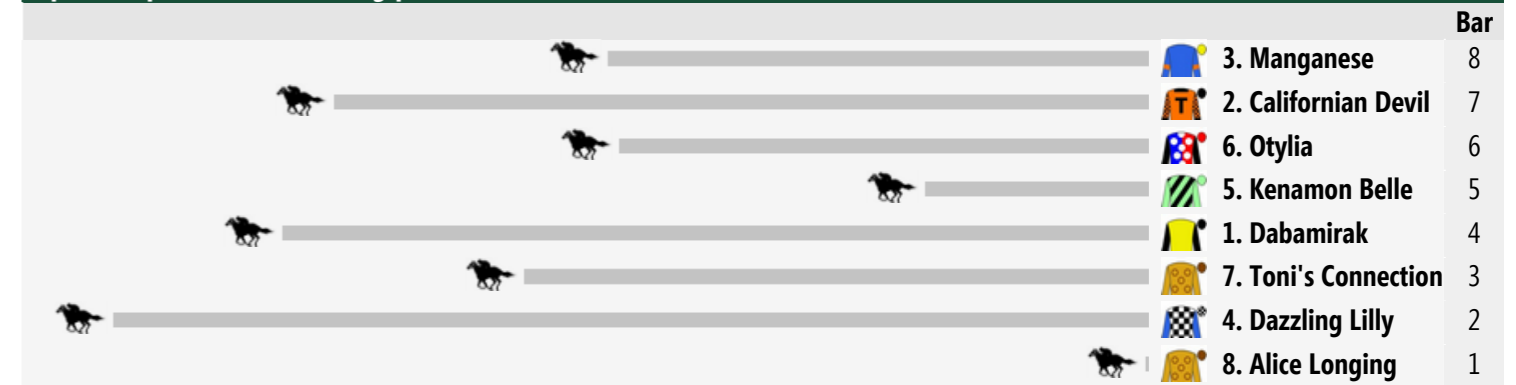 Bar
3. Manganese 8
T 2. Californian Devil 7
6. Otylia 6
5. Kenamon Belle 5
1. Dabamirak 4
7. Toni's Connection 3
4. Dazzling Lilly 2
8. Alice Longing 1